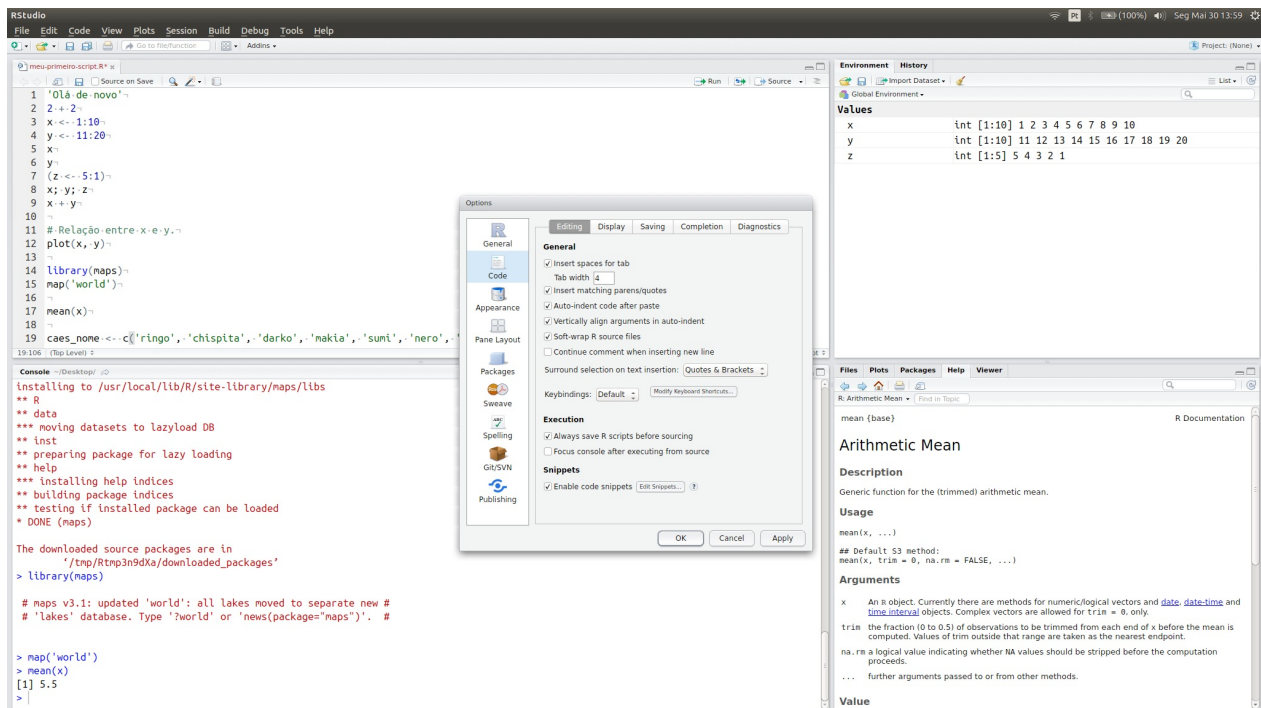 RStudio
Pt (100%) Seg Mai 30 13:59
File Edit Code View Plots Session Build Debug Tools Help
Go to file/function Addins
Project: (None)
meu-primeiro-script.R*
Source on Save Run Source
1 'Olá·de·novo'¬
2 2·+·2¬
3 x·<-·1:10¬
4 y·<-·11:20¬
5 x¬
6 y¬
7 (z·<-·5:1)¬
8 x;·y;·z¬
9 x·+·y¬
10 ¬
11 #·Relação·entre·x·e·y.¬
12 plot(x,·y)¬
13 ¬
14 library(maps)¬
15 map('world')¬
16 ¬
17 mean(x)¬
18 ¬
19 caes_nome·<-·c('ringo',·'chispita',·'darko',·'makia',·'sumi',·'nero',·'
19:106 (Top Level)
Console ~/Desktop/
installing to /usr/local/lib/R/site-library/maps/libs
** R
** data
*** moving datasets to lazyload DB
** inst
** preparing package for lazy loading
** help
*** installing help indices
** building package indices
** testing if installed package can be loaded
* DONE (maps)
The downloaded source packages are in
‘/tmp/Rtmp3n9dXa/downloaded_packages’
> library(maps)
# maps v3.1: updated 'world': all lakes moved to separate new #
# 'lakes' database. Type '?world' or 'news(package="maps")'. #
> map('world')
> mean(x)
[1] 5.5
>
Options
General
Code
Appearance
Pane Layout
Packages
Sweave
ABC
Spelling
Git/SVN
Publishing
Editing Display Saving Completion Diagnostics
General
Insert spaces for tab
Tab width 4
Insert matching parens/quotes
Auto-indent code after paste
Vertically align arguments in auto-indent
Soft-wrap R source files
Continue comment when inserting new line
Surround selection on text insertion: Quotes & Brackets
Keybindings: Default Modify Keyboard Shortcuts...
Execution
Always save R scripts before sourcing
Focus console after executing from source
Snippets
Enable code snippets Edit Snippets... ?
OK Cancel Apply
Environment History
Import Dataset List
Global Environment
Values
x int [1:10] 1 2 3 4 5 6 7 8 9 10
y int [1:10] 11 12 13 14 15 16 17 18 19 20
z int [1:5] 5 4 3 2 1
Files Plots Packages Help Viewer
R: Arithmetic Mean Find in Topic
mean {base} R Documentation
Arithmetic Mean
Description
Generic function for the (trimmed) arithmetic mean.
Usage
mean(x, ...)
## Default S3 method:
mean(x, trim = 0, na.rm = FALSE, ...)
Arguments
x An R object. Currently there are methods for numeric/logical vectors and date, date-time and
time interval objects. Complex vectors are allowed for trim = 0, only.
trim the fraction (0 to 0.5) of observations to be trimmed from each end of x before the mean is
computed. Values of trim outside that range are taken as the nearest endpoint.
na.rm a logical value indicating whether NA values should be stripped before the computation
proceeds.
... further arguments passed to or from other methods.
Value